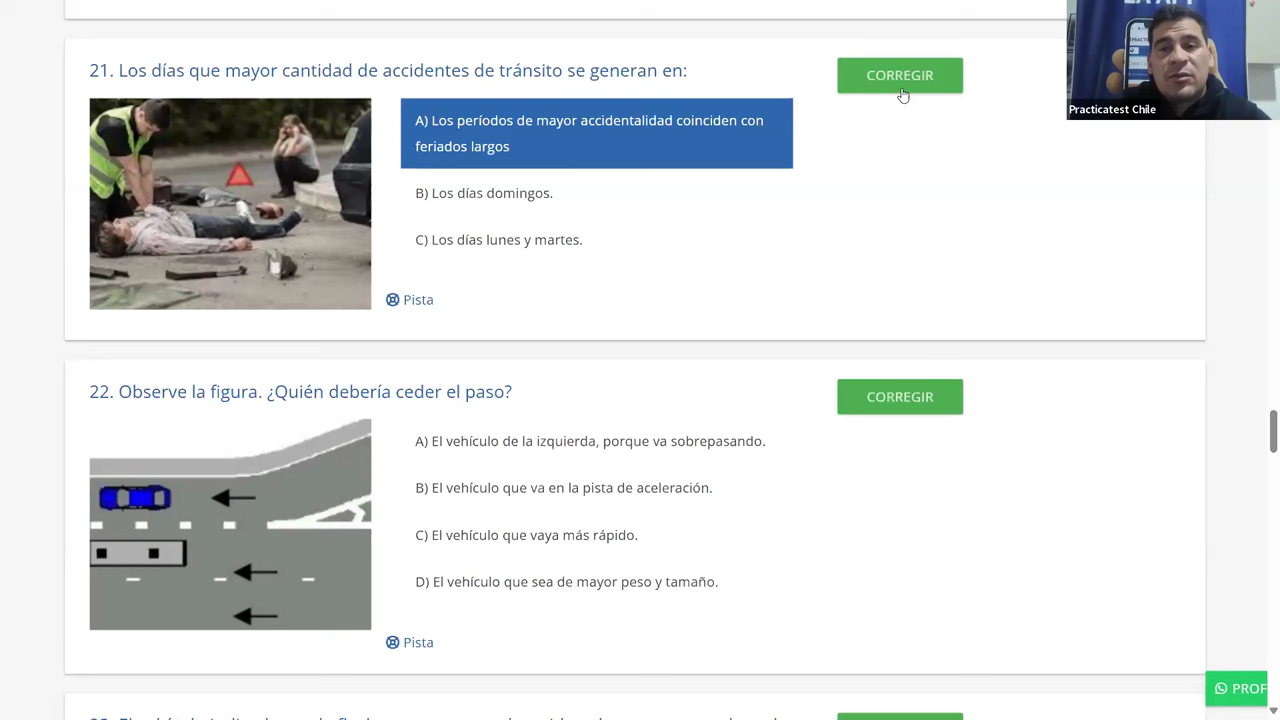 21. Los días que mayor cantidad de accidentes de tránsito se generan en:
CORREGIR
Practicatest Chile
A) Los períodos de mayor accidentalidad coinciden con
feriados largos
B) Los días domingos.
C) Los días lunes y martes.
Pista
22. Observe la figura. ¿Quién debería ceder el paso?
CORREGIR
A) El vehículo de la izquierda, porque va sobrepasando.
B) El vehículo que va en la pista de aceleración.
C) El vehículo que vaya más rápido.
D) El vehículo que sea de mayor peso y tamaño.
Pista
PROF